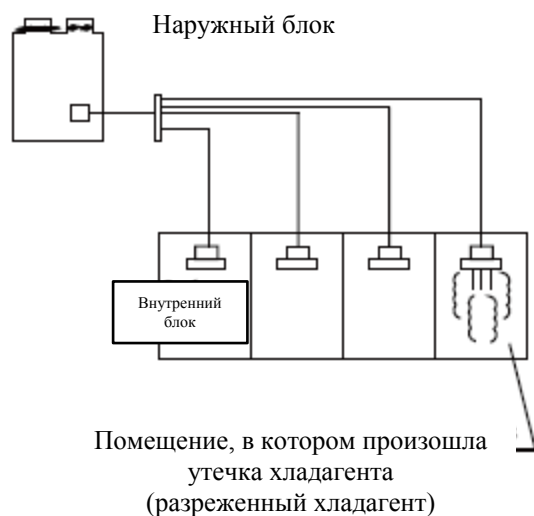 Наружный блок
Внутренний
блок
Помещение, в котором произошла
утечка хладагента
(разреженный хладагент)